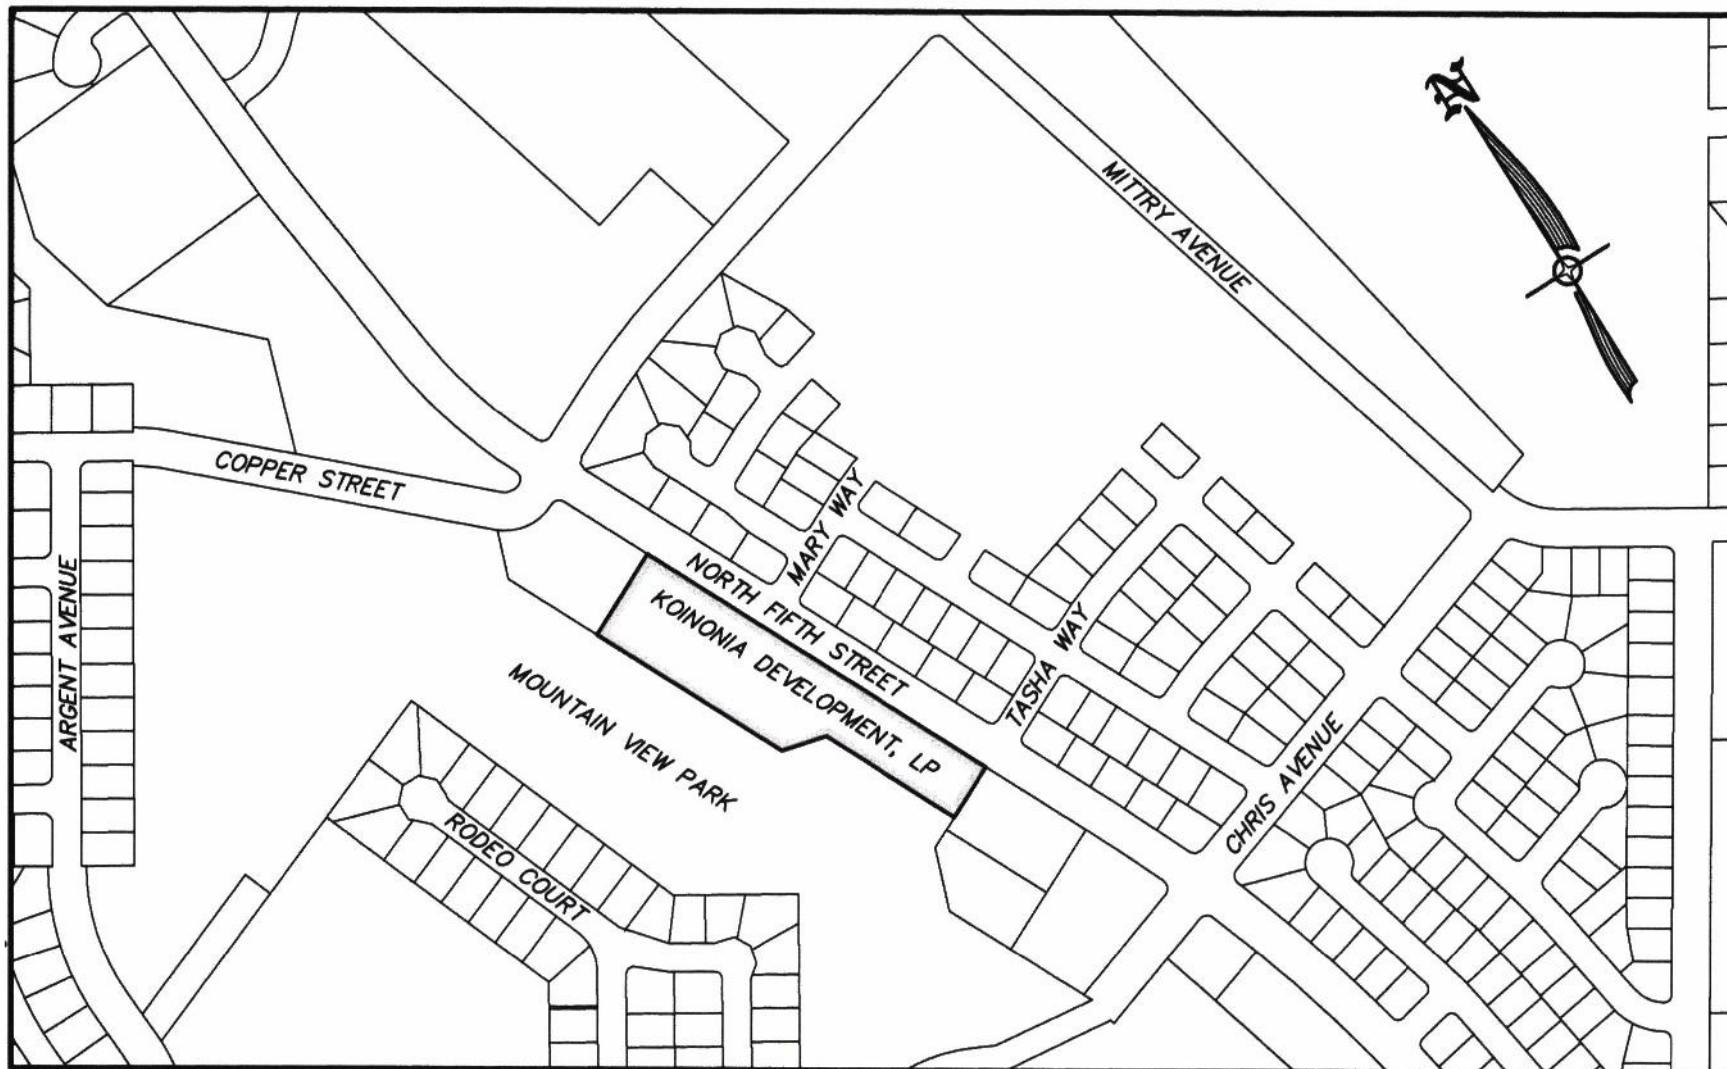 N
MITTRY AVENUE
COPPER STREET
MARY WAY
NORTH FIFTH STREET
KOINONIA DEVELOPMENT, LP
ARGENT AVENUE
TASHA WAY
MOUNTAIN VIEW PARK
CHRIS AVENUE
RODEO COURT